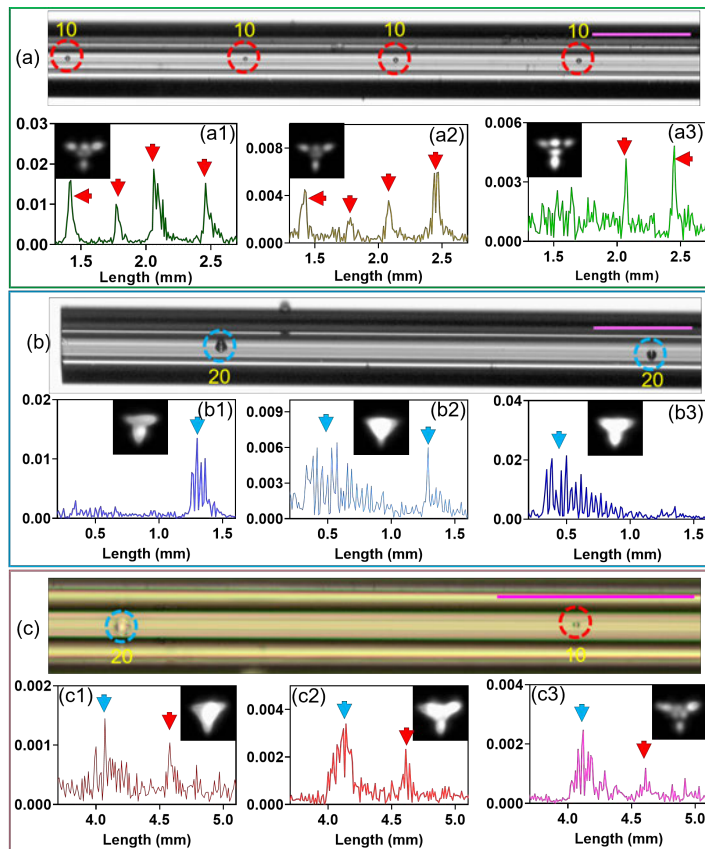 (a)
10 10 10 10
(a1)
0.03
0.02
0.01
0.00
1.5 2.0 2.5
Length (mm)
(a2)
0.008
0.004
0.000
1.5 2.0 2.5
Length (mm)
(a3)
0.006
0.003
0.000
1.5 2.0 2.5
Length (mm)
(b)
20 20
(b1)
0.02
0.01
0.00
0.5 1.0 1.5
Length (mm)
(b2)
0.009
0.006
0.003
0.000
0.5 1.0 1.5
Length (mm)
(b3)
0.04
0.02
0.00
0.5 1.0 1.5
Length (mm)
(c)
20 10
(c1)
0.002
0.001
0.000
4.0 4.5 5.0
Length (mm)
(c2)
0.004
0.002
0.000
4.0 4.5 5.0
Length (mm)
(c3)
0.004
0.002
0.000
4.0 4.5 5.0
Length (mm)